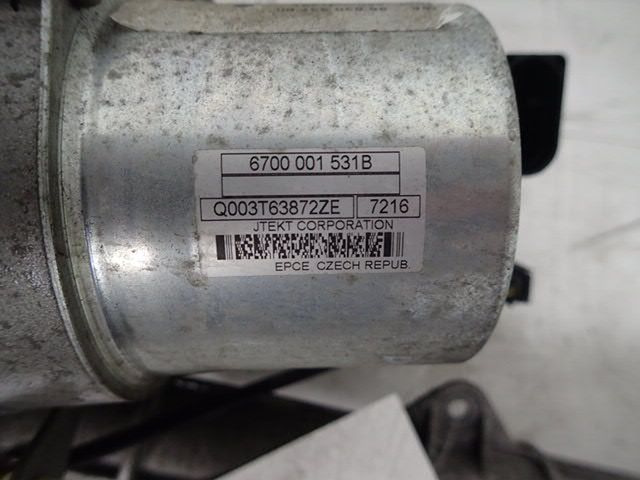 6700 001 531B
Q003T63872ZE 7216
JTEKT CORPORATION
EPCE CZECH REPUB.